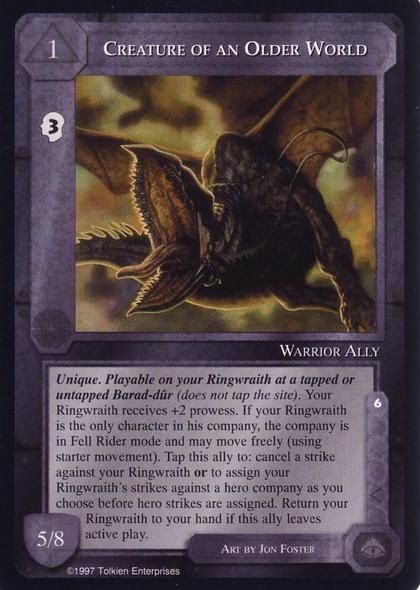 1
CREATURE OF AN OLDER WORLD
3
WARRIOR ALLY
Unique. Playable on your Ringwraith at a tapped or
untapped Barad-dûr (does not tap the site). Your
Ringwraith receives +2 prowess. If your Ringwraith
is the only character in his company, the company
is in Fell Rider mode and may move freely (using
starter movement). Tap this ally to: cancel a strike
against your Ringwraith or to assign your
Ringwraith's strikes against a hero company as you
choose before hero strikes are assigned. Return your
Ringwraith to your hand if this ally leaves
active play.
6
5/8
ART BY JON FOSTER
©1997 Tolkien Enterprises